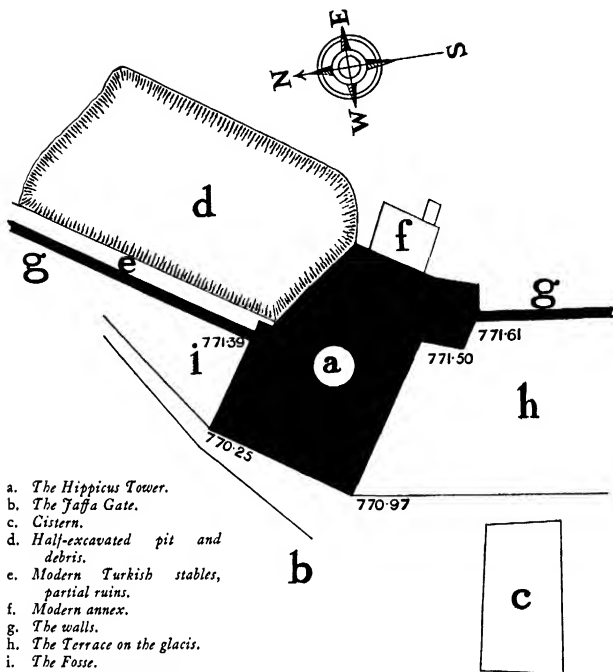 E
N
S
W
d
f
g
e
g
771·39
i
a
771·61
771·50
h
770·25
770·97
b
c
a. The Hippicus Tower.
b. The Jaffa Gate.
c. Cistern.
d. Half-excavated pit and
debris.
e. Modern Turkish stables,
partial ruins.
f. Modern annex.
g. The walls.
h. The Terrace on the glacis.
i. The Fosse.